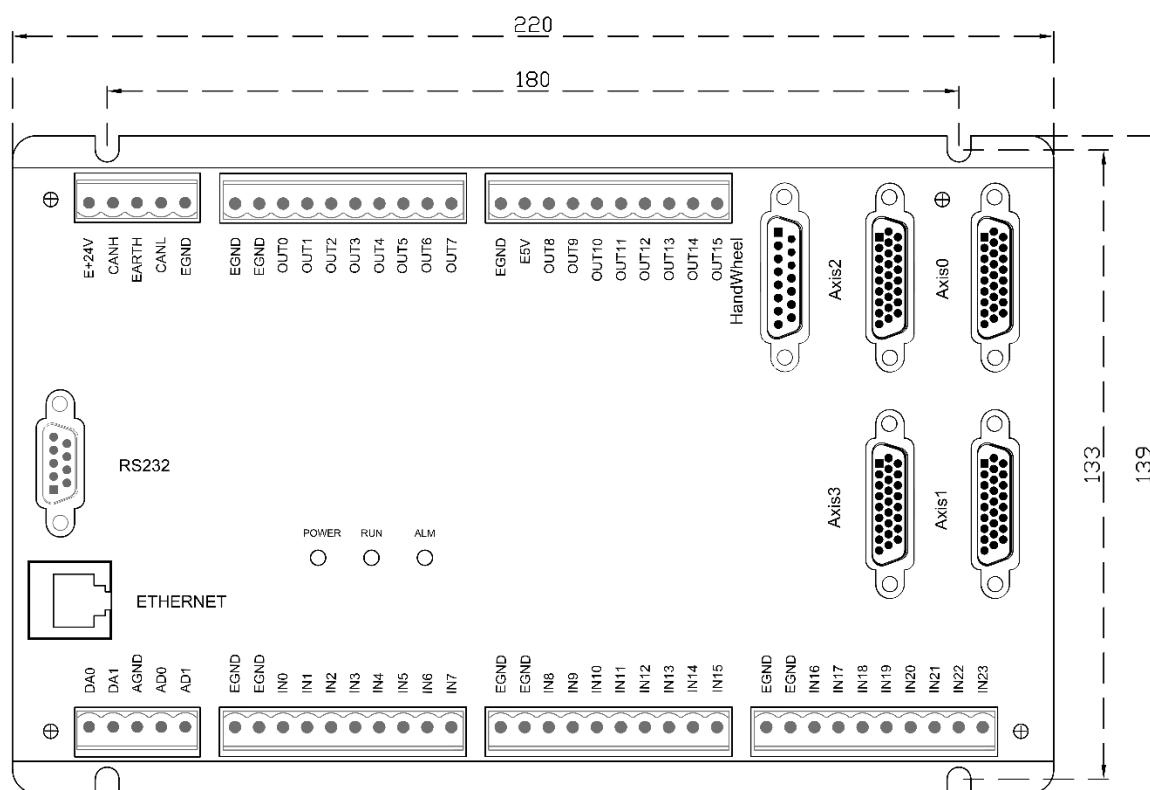 220
180
E+24V
CANH
EARTH
CANL
EGND
EGND
EGND
OUT0
OUT1
OUT2
OUT3
OUT4
OUT5
OUT6
OUT7
EGND
E5V
OUT8
OUT9
OUT10
OUT11
OUT12
OUT13
OUT14
OUT15
HandWheel
Axis2
Axis0
RS232
Axis3
Axis1
133
139
POWER
RUN
ALM
ETHERNET
DA0
DA1
AGND
AD0
AD1
EGND
EGND
IN0
IN1
IN2
IN3
IN4
IN5
IN6
IN7
EGND
EGND
IN8
IN9
IN10
IN11
IN12
IN13
IN14
IN15
EGND
EGND
IN16
IN17
IN18
IN19
IN20
IN21
IN22
IN23